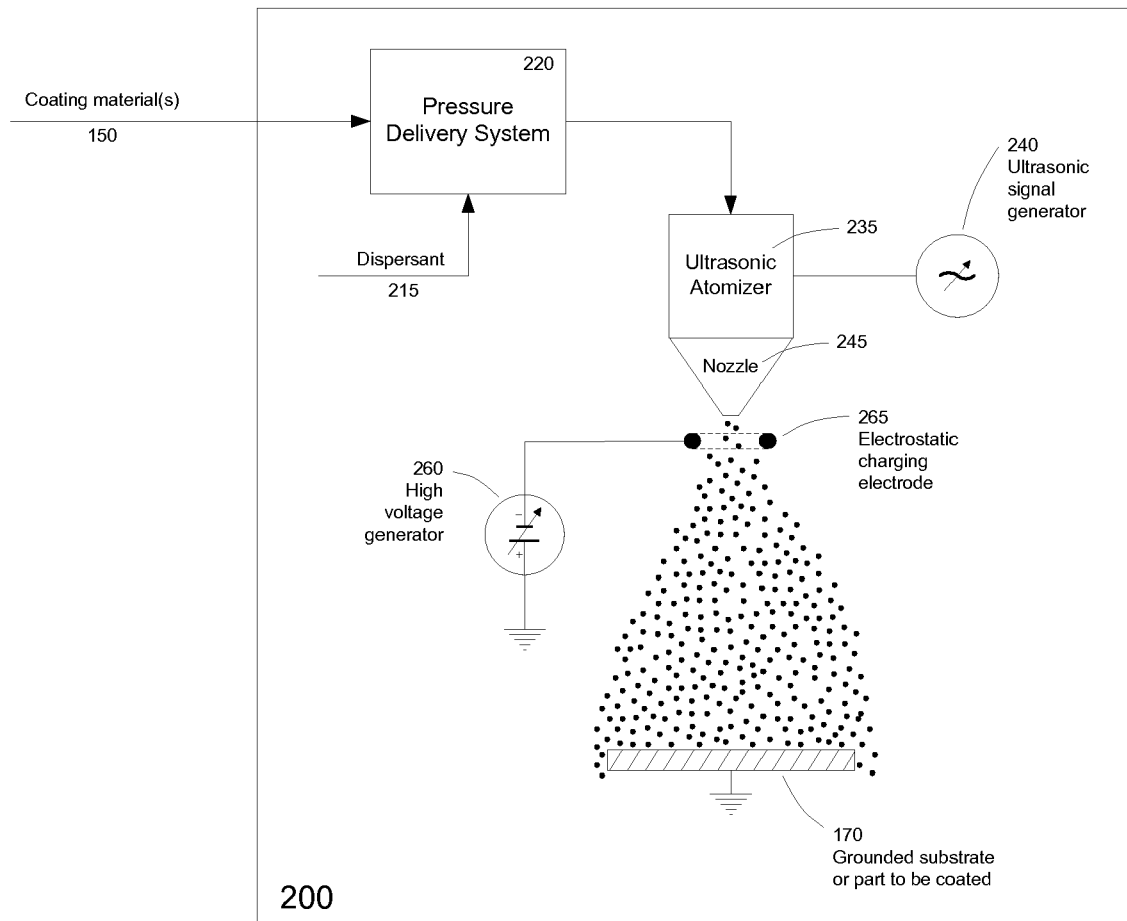 220
Pressure
Delivery System
Coating material(s)
150
240
Ultrasonic
signal
generator
235
Ultrasonic
Atomizer
Dispersant
215
245
Nozzle
265
Electrostatic
charging
electrode
260
High
voltage
generator
−
+
170
Grounded substrate
or part to be coated
200